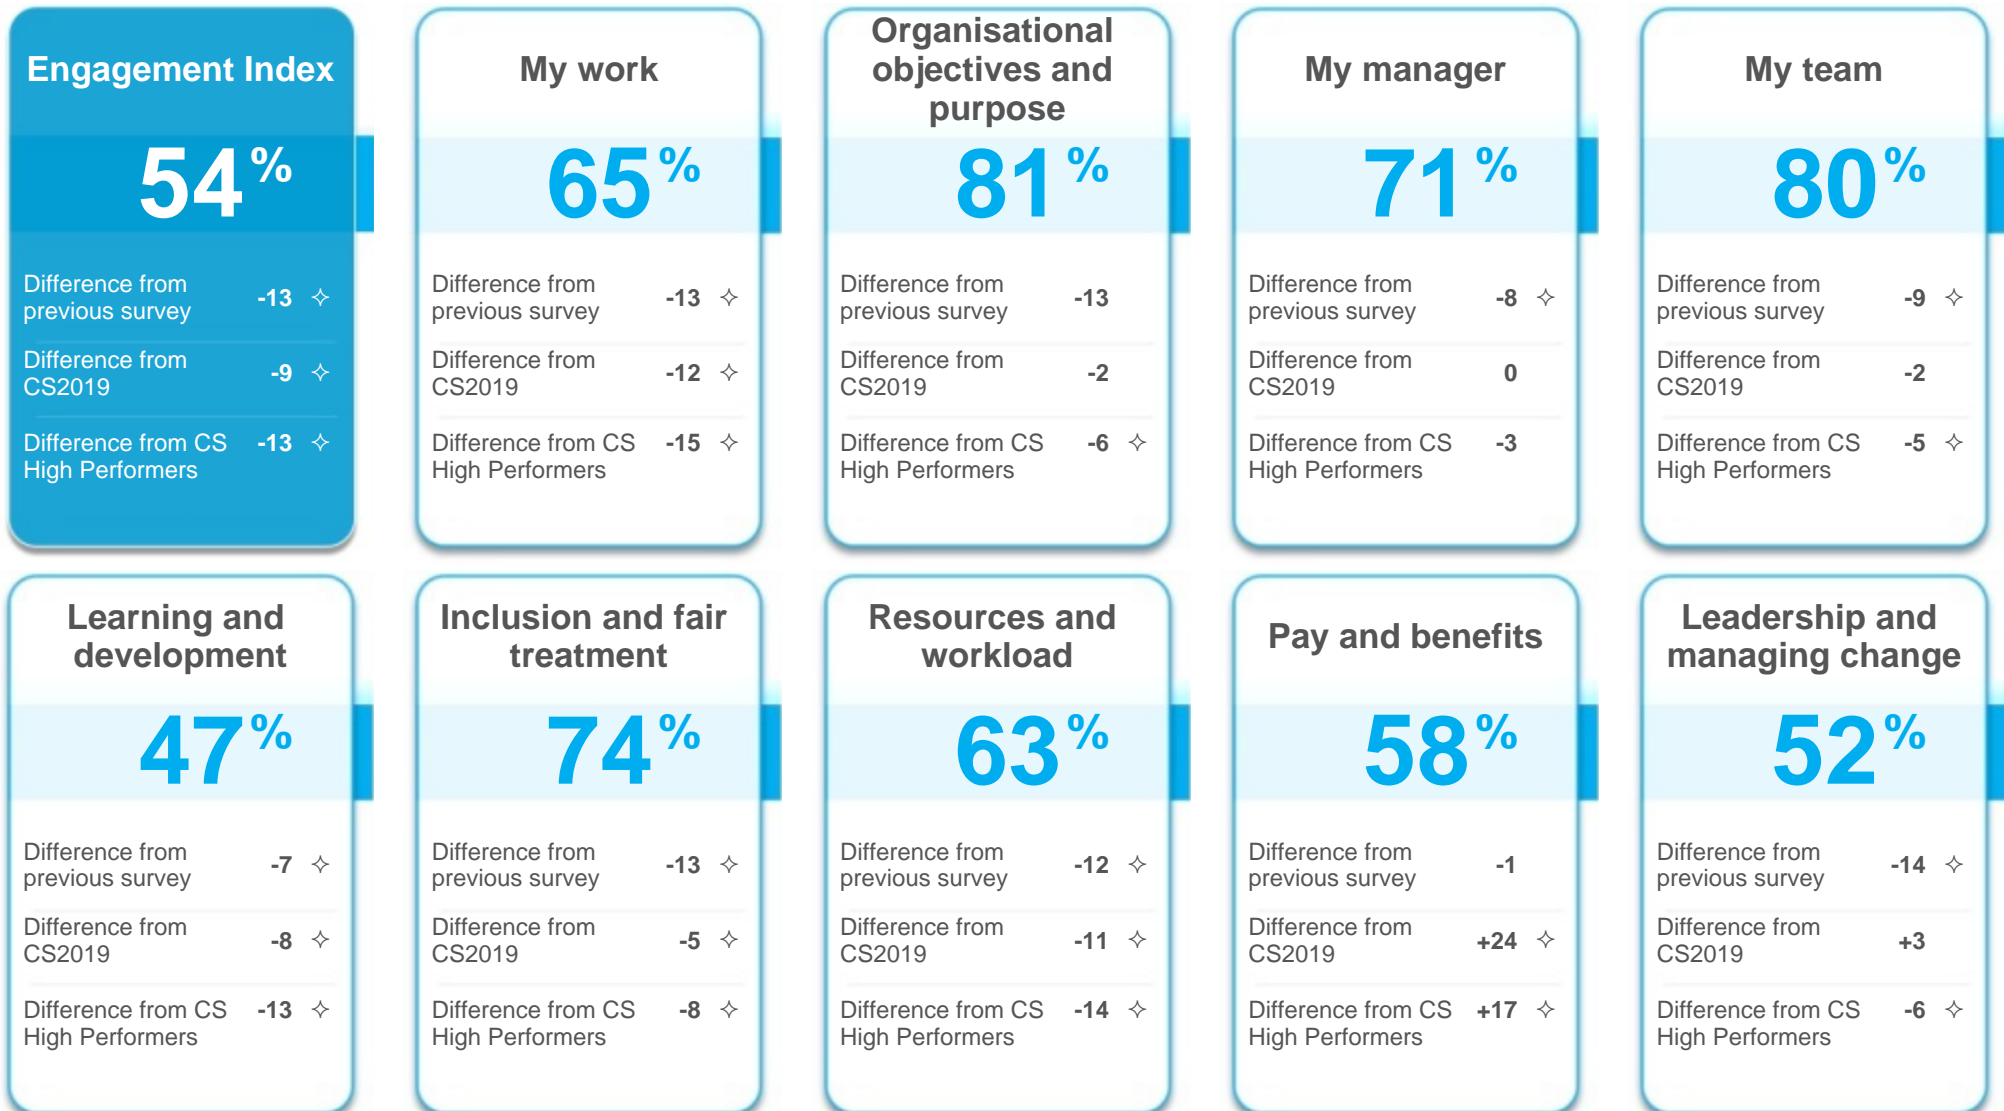 Engagement Index
54%
Difference from
previous survey
-13 ✧
Difference from
CS2019
-9 ✧
Difference from CS
High Performers
-13 ✧
My work
65%
Difference from
previous survey
-13 ✧
Difference from
CS2019
-12 ✧
Difference from CS
High Performers
-15 ✧
Organisational
objectives and
purpose
81%
Difference from
previous survey
-13
Difference from
CS2019
-2
Difference from CS
High Performers
-6 ✧
My manager
71%
Difference from
previous survey
-8 ✧
Difference from
CS2019
0
Difference from CS
High Performers
-3
My team
80%
Difference from
previous survey
-9 ✧
Difference from
CS2019
-2
Difference from CS
High Performers
-5 ✧
Learning and
development
47%
Difference from
previous survey
-7 ✧
Difference from
CS2019
-8 ✧
Difference from CS
High Performers
-13 ✧
Inclusion and fair
treatment
74%
Difference from
previous survey
-13 ✧
Difference from
CS2019
-5 ✧
Difference from CS
High Performers
-8 ✧
Resources and
workload
63%
Difference from
previous survey
-12 ✧
Difference from
CS2019
-11 ✧
Difference from CS
High Performers
-14 ✧
Pay and benefits
58%
Difference from
previous survey
-1
Difference from
CS2019
+24 ✧
Difference from CS
High Performers
+17 ✧
Leadership and
managing change
52%
Difference from
previous survey
-14 ✧
Difference from
CS2019
+3
Difference from CS
High Performers
-6 ✧